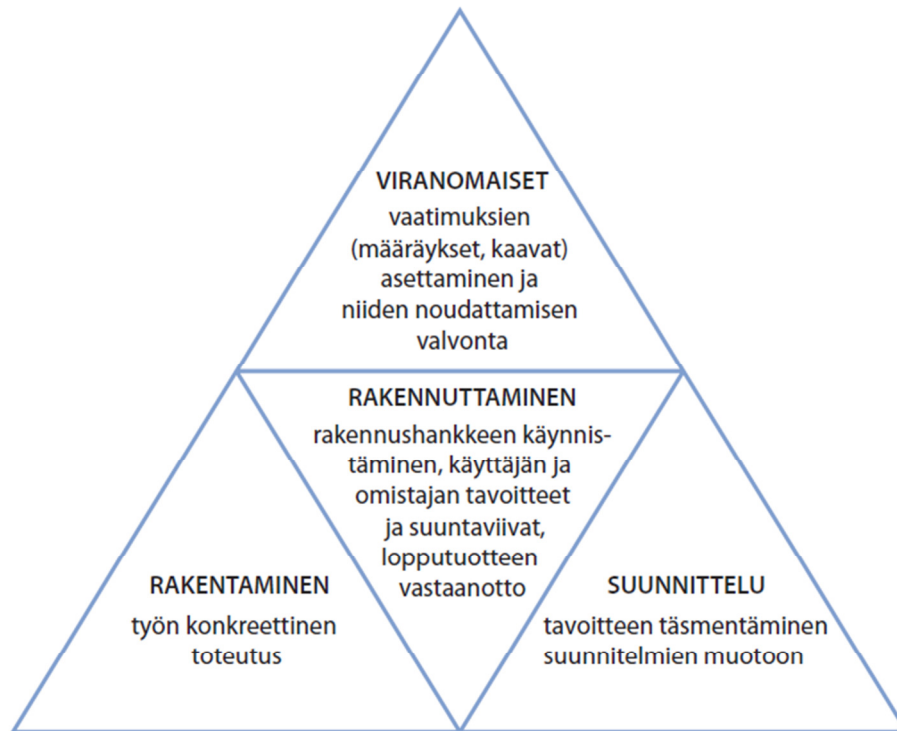 VIRANOMAISET
vaatimuksien
(määräykset, kaavat)
asettaminen ja
niiden noudattamisen
valvonta
RAKENNUTTAMINEN
rakennushankkeen käynnis-
täminen, käyttäjän ja
omistajan tavoitteet
ja suuntaviivat,
lopputuotteen
vastaanotto
RAKENTAMINEN
työn konkreettinen
toteutus
SUUNNITTELU
tavoitteen täsmentäminen
suunnitelmien muotoon